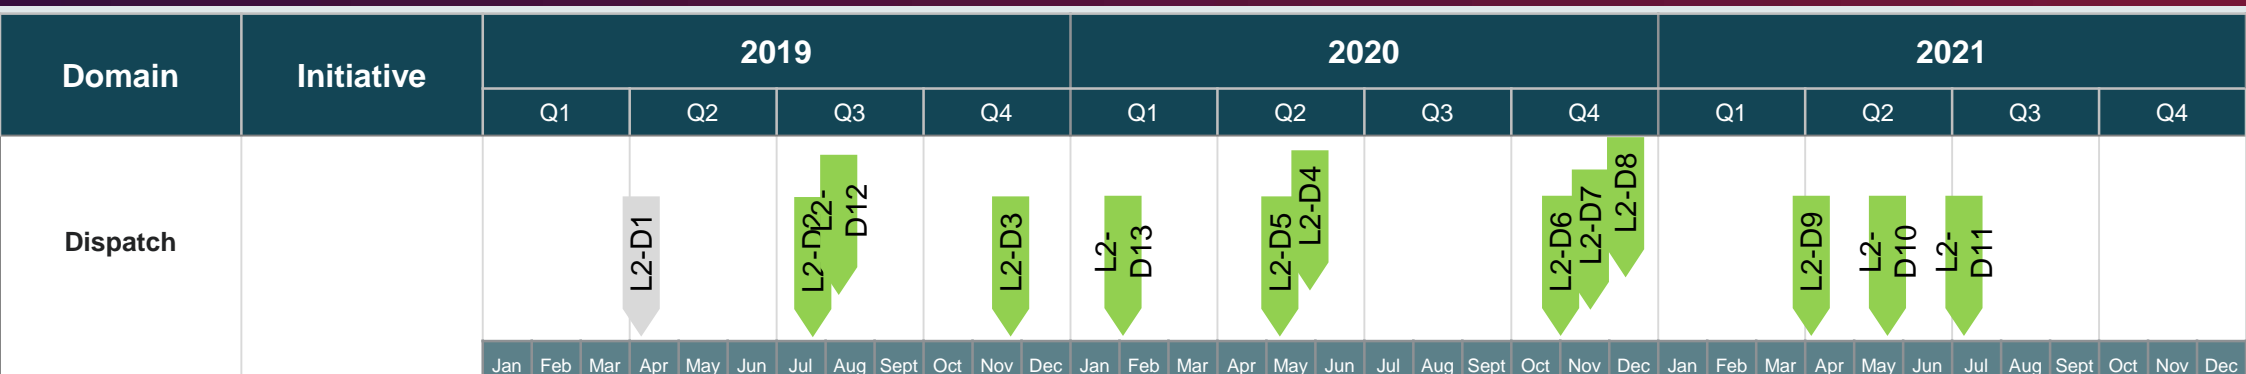 Domain
Initiative
2019
2020
2021
Q1
Q2
Q3
Q4
Q1
Q2
Q3
Q4
Q1
Q2
Q3
Q4
Dispatch
L2-D1
L2-D2
L2-
D12
L2-D3
L2-
D13
L2-D5
L2-D4
L2-D6
L2-D7
L2-D8
L2-D9
L2-
D10
L2-
D11
Jan Feb Mar Apr May Jun Jul Aug Sept Oct Nov Dec Jan Feb Mar Apr May Jun Jul Aug Sept Oct Nov Dec Jan Feb Mar Apr May Jun Jul Aug Sept Oct Nov Dec